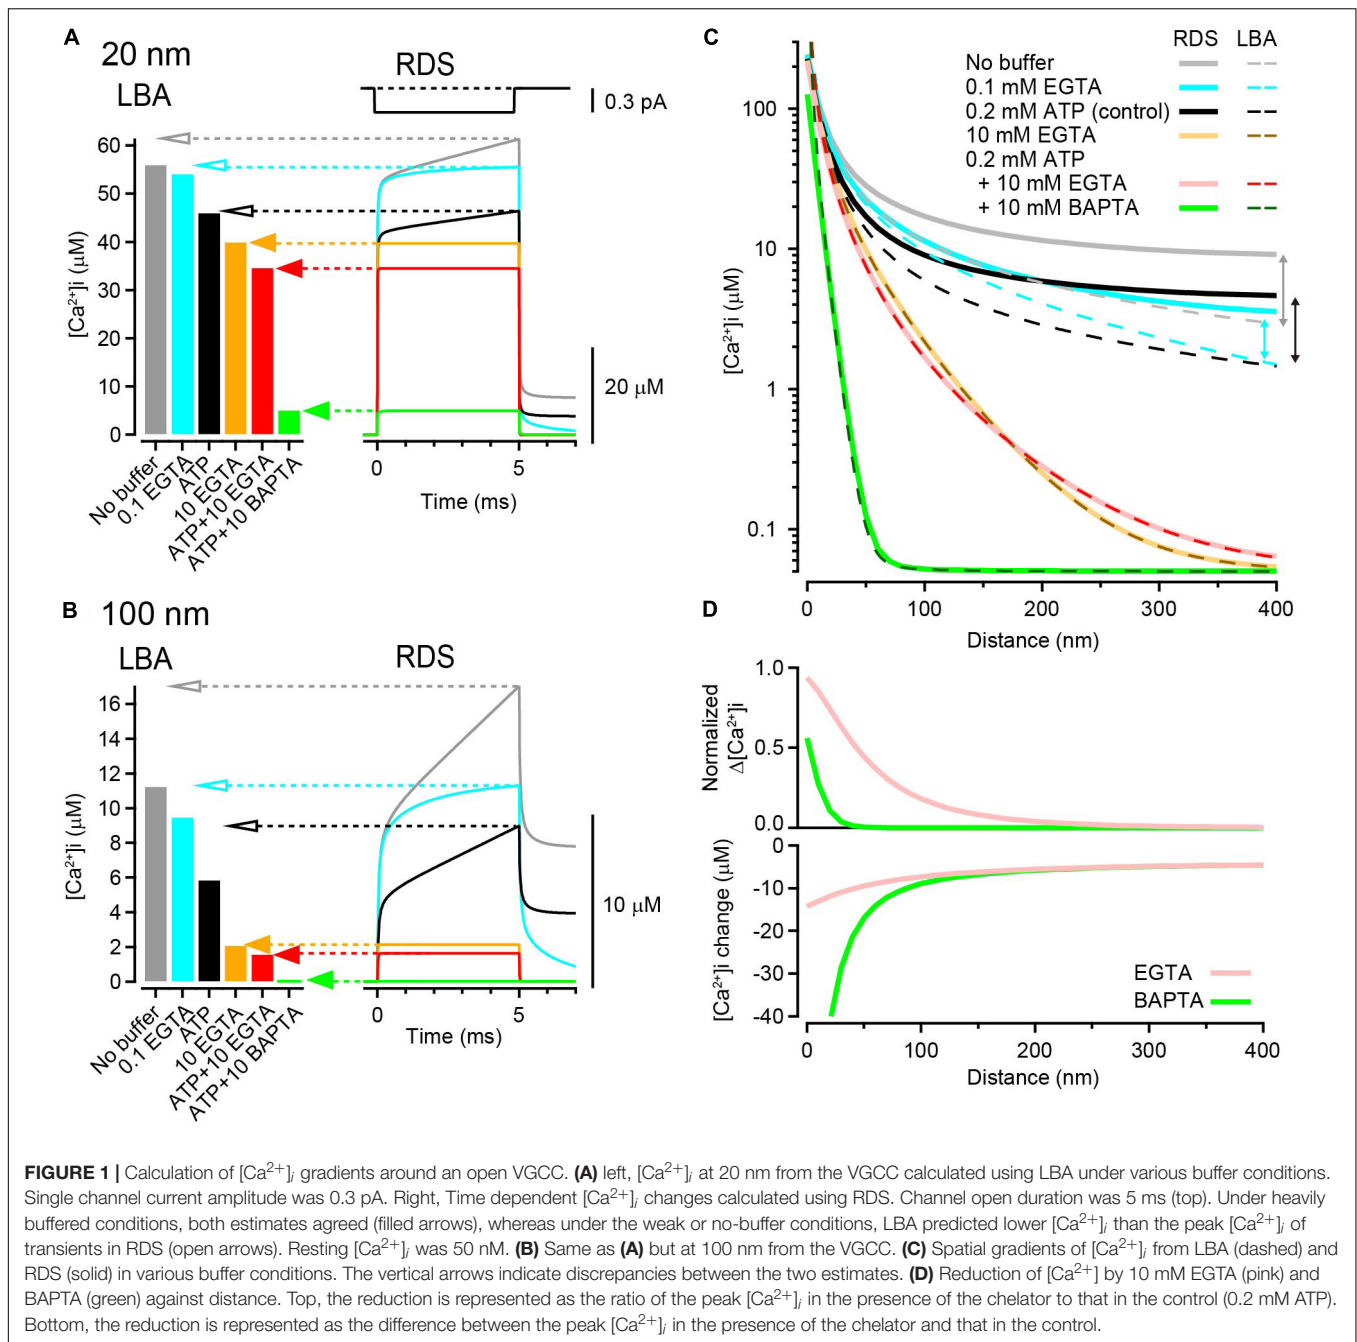 A
20 nm
LBA
RDS
0.3 pA
[Ca2+]i (μM)
60
50
40
30
20
10
0
No buffer
0.1 EGTA
ATP
10 EGTA
ATP+10 EGTA
ATP+10 BAPTA
20 μM
0
5
Time (ms)
B
100 nm
LBA
RDS
[Ca2+]i (μM)
16
14
12
10
8
6
4
2
0
No buffer
0.1 EGTA
ATP
10 EGTA
ATP+10 EGTA
ATP+10 BAPTA
10 μM
0
5
Time (ms)
C
RDS LBA
No buffer
0.1 mM EGTA
0.2 mM ATP (control)
10 mM EGTA
0.2 mM ATP
+ 10 mM EGTA
+ 10 mM BAPTA
[Ca2+]i (μM)
100
10
1
0.1
0 100 200 300 400
Distance (nm)
D
Normalized
Δ[Ca2+]i
1.0
0.5
0.0
[Ca2+]i change (μM)
0
-10
-20
-30
-40
EGTA
BAPTA
0 100 200 300 400
Distance (nm)
FIGURE 1 | Calculation of [Ca2+]i gradients around an open VGCC. (A) left, [Ca2+]i at 20 nm from the VGCC calculated using LBA under various buffer conditions.
Single channel current amplitude was 0.3 pA. Right, Time dependent [Ca2+]i changes calculated using RDS. Channel open duration was 5 ms (top). Under heavily
buffered conditions, both estimates agreed (filled arrows), whereas under the weak or no-buffer conditions, LBA predicted lower [Ca2+]i than the peak [Ca2+]i of
transients in RDS (open arrows). Resting [Ca2+]i was 50 nM. (B) Same as (A) but at 100 nm from the VGCC. (C) Spatial gradients of [Ca2+]i from LBA (dashed) and
RDS (solid) in various buffer conditions. The vertical arrows indicate discrepancies between the two estimates. (D) Reduction of [Ca2+] by 10 mM EGTA (pink) and
BAPTA (green) against distance. Top, the reduction is represented as the ratio of the peak [Ca2+]i in the presence of the chelator to that in the control (0.2 mM ATP).
Bottom, the reduction is represented as the difference between the peak [Ca2+]i in the presence of the chelator and that in the control.